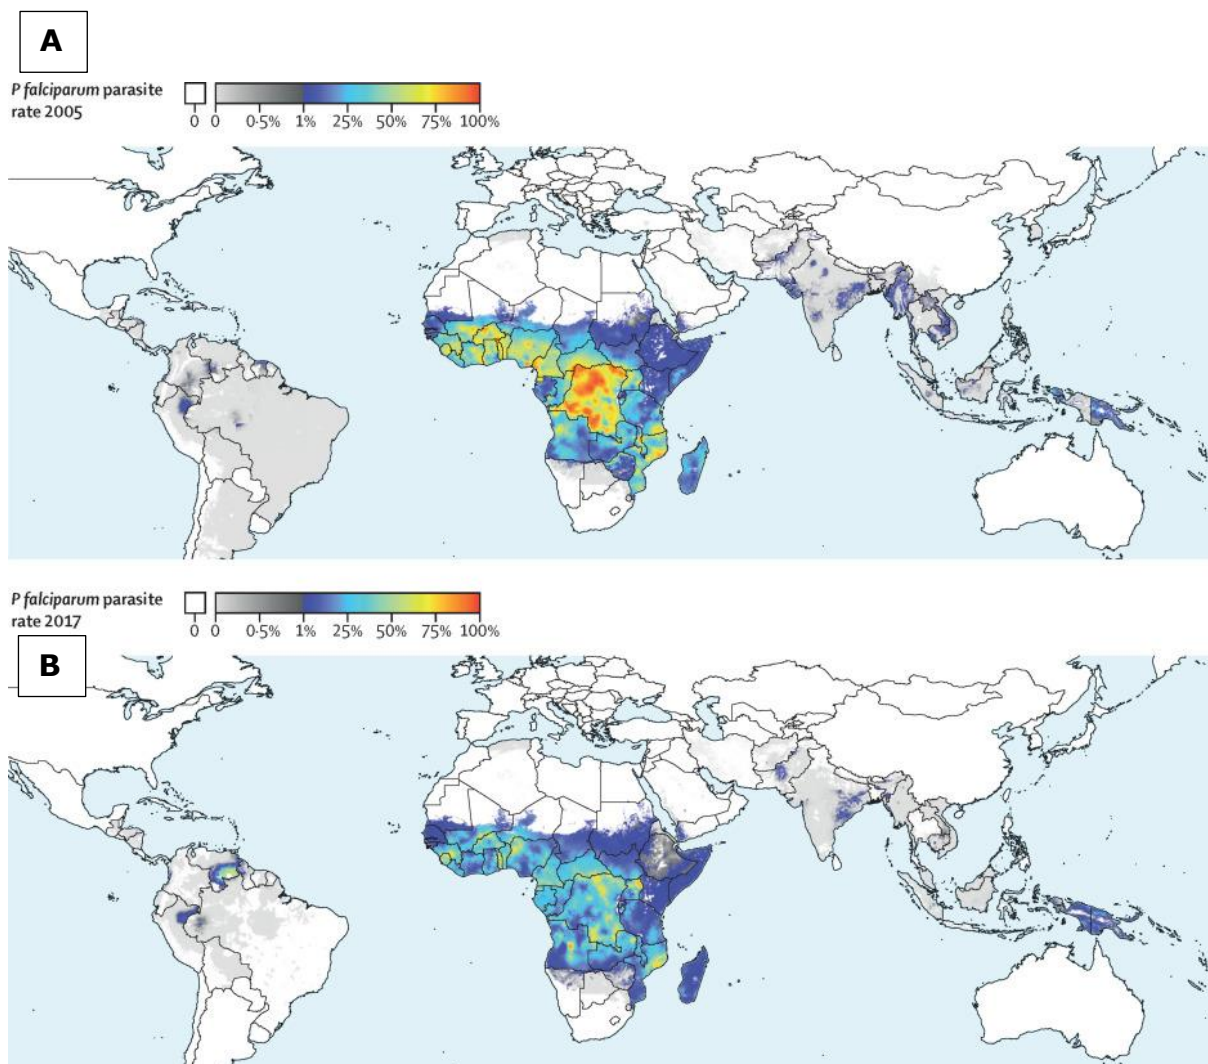 A
P falciparum parasite
rate 2005
0 0 0·5% 1% 25% 50% 75% 100%
P falciparum parasite
rate 2017
0 0 0·5% 1% 25% 50% 75% 100%
B